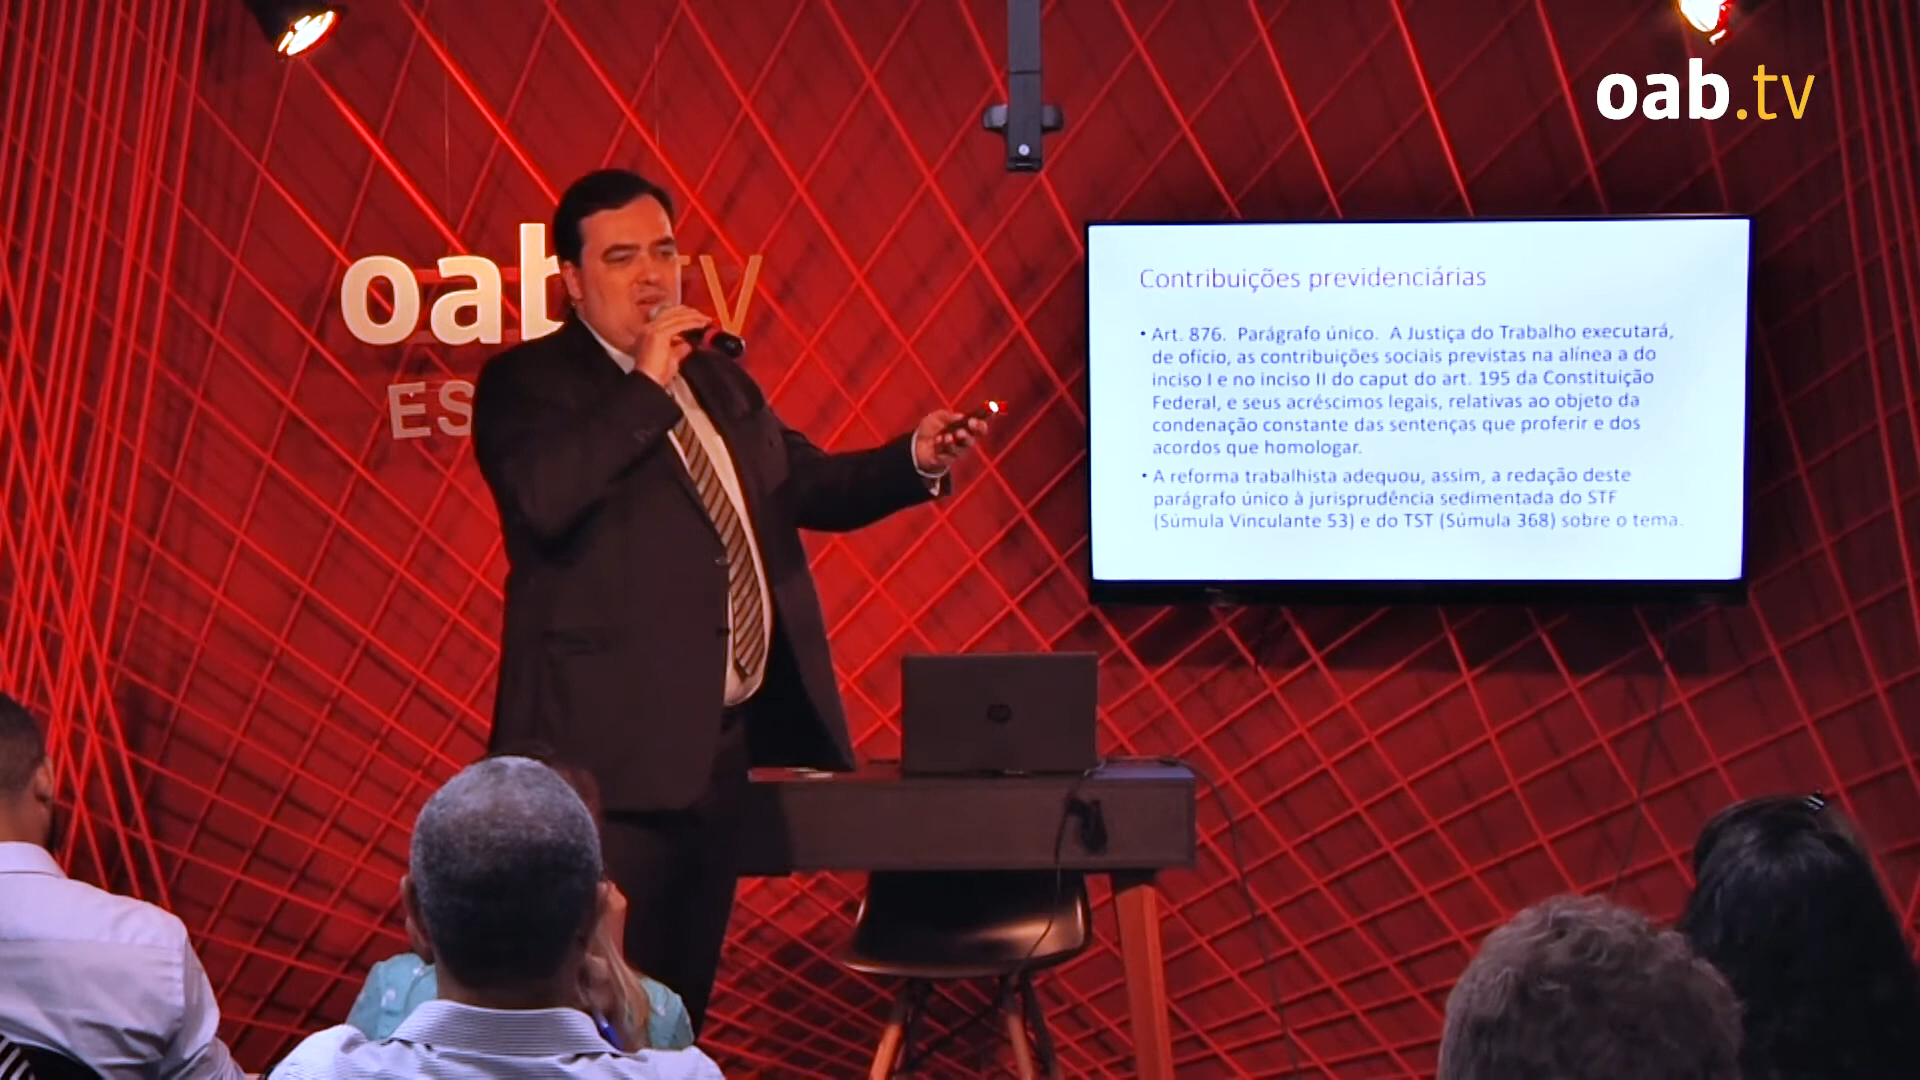 oab.tv
oab tv
ES
Contribuições previdenciárias
• Art. 876. Parágrafo único. A Justiça do Trabalho executará,
de ofício, as contribuições sociais previstas na alínea a do
inciso I e no inciso II do caput do art. 195 da Constituição
Federal, e seus acréscimos legais, relativas ao objeto da
condenação constante das sentenças que proferir e dos
acordos que homologar.
• A reforma trabalhista adequou, assim, a redação deste
parágrafo único à jurisprudência sedimentada do STF
(Súmula Vinculante 53) e do TST (Súmula 368) sobre o tema.
hp